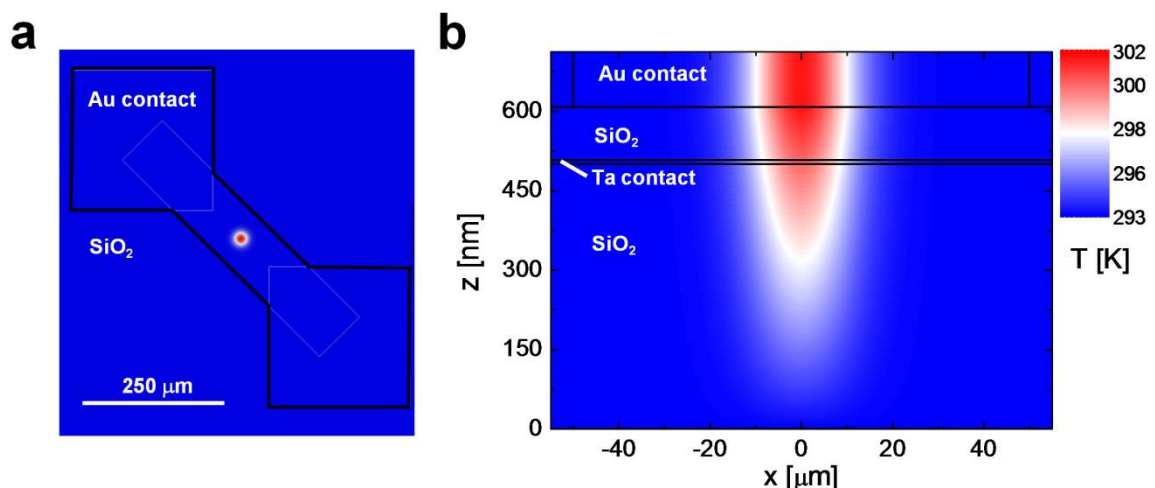 a
Au contact
SiO₂
250 μm
b
Au contact
SiO₂
Ta contact
SiO₂
z [nm]
600
450
300
150
0
-40
-20
0
20
40
x [μm]
302
300
298
296
293
T [K]